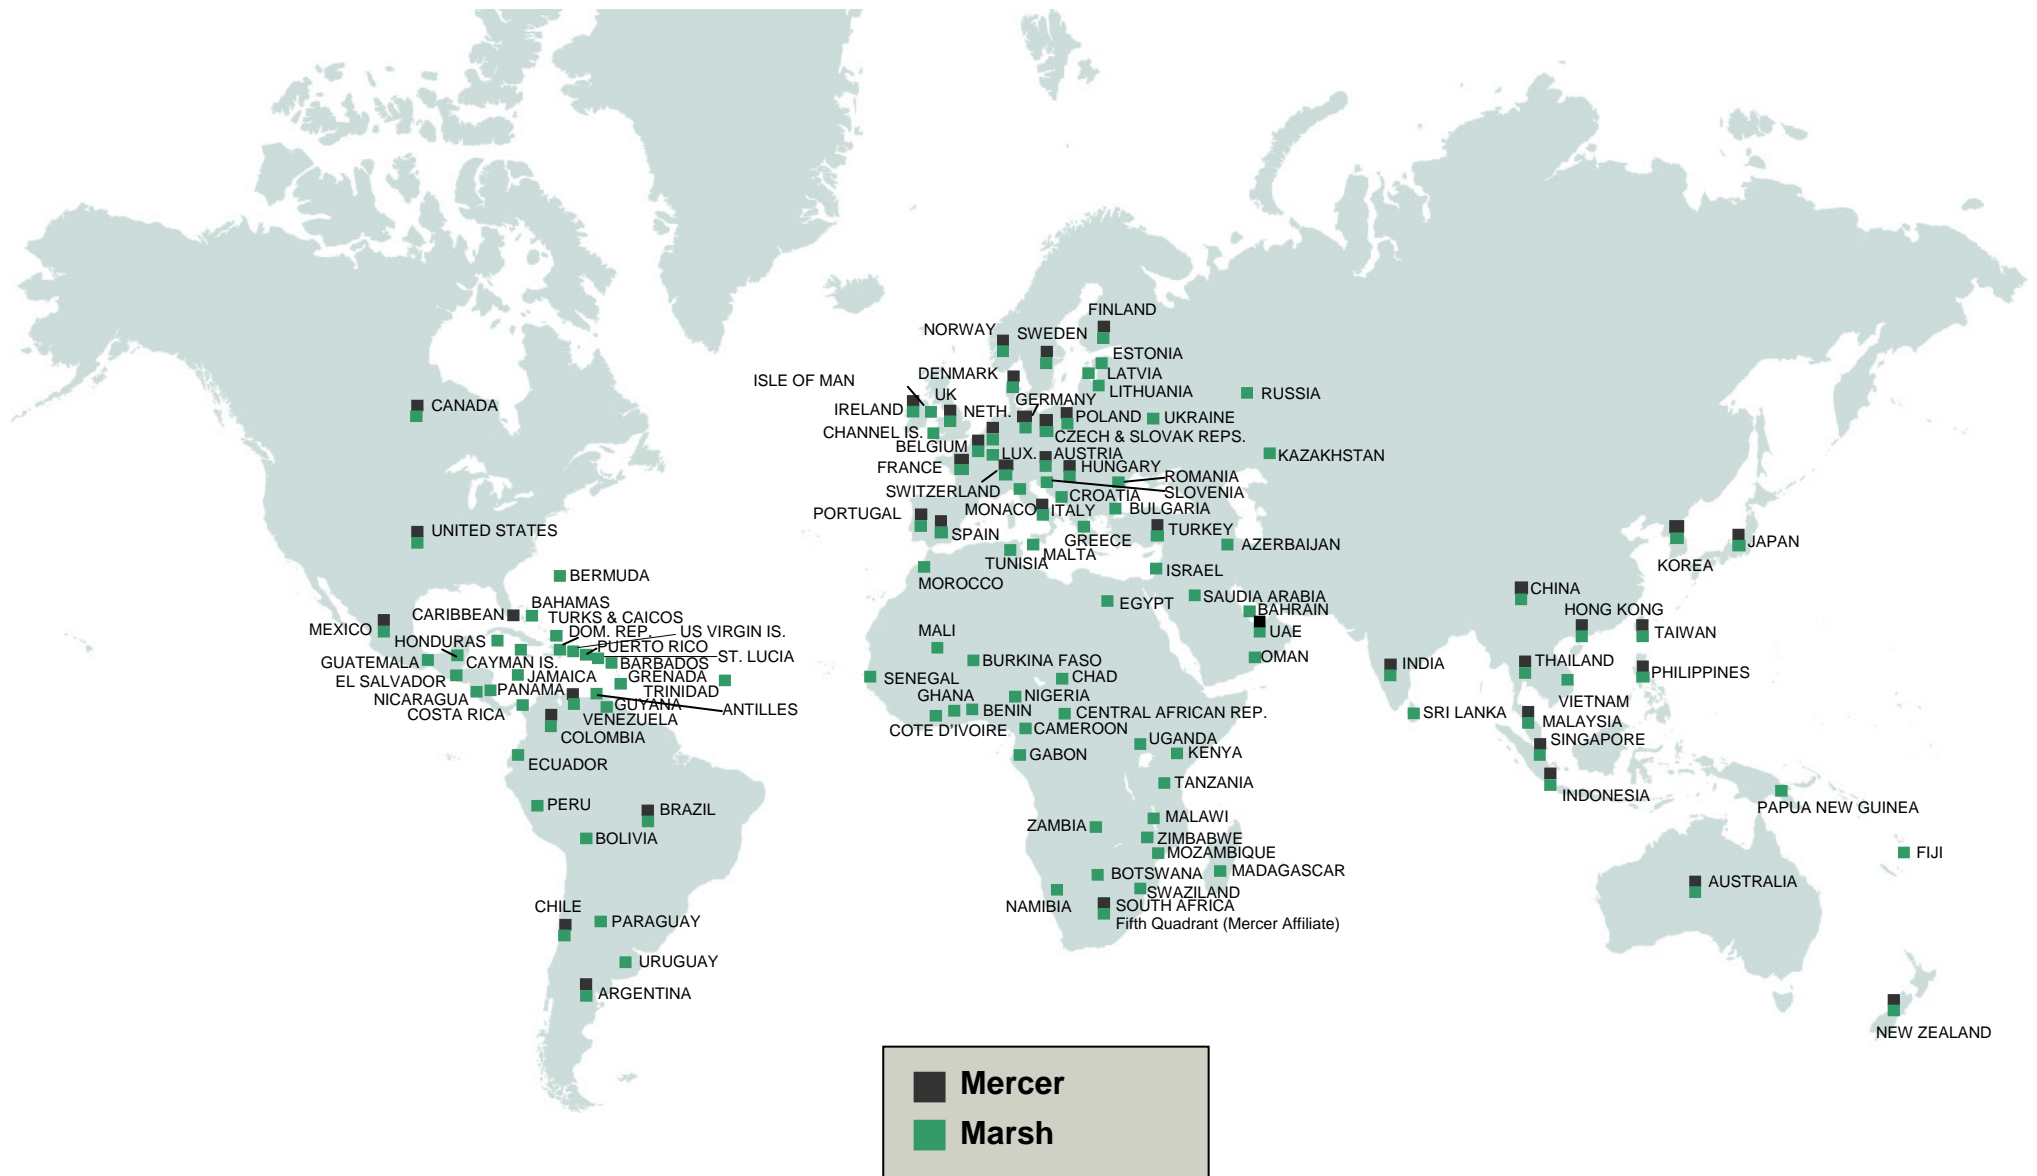 FINLAND
NORWAY
SWEDEN
ESTONIA
DENMARK
LATVIA
ISLE OF MAN
LITHUANIA
RUSSIA
UK
GERMANY
CANADA
IRELAND
NETH.
POLAND
UKRAINE
CHANNEL IS.
CZECH & SLOVAK REPS.
BELGIUM
LUX.
AUSTRIA
KAZAKHSTAN
FRANCE
HUNGARY
ROMANIA
SWITZERLAND
SLOVENIA
CROATIA
MONACO
ITALY
BULGARIA
PORTUGAL
UNITED STATES
SPAIN
TURKEY
GREECE
AZERBAIJAN
JAPAN
MALTA
TUNISIA
KOREA
BERMUDA
MOROCCO
ISRAEL
CHINA
SAUDIA ARABIA
BAHAMAS
EGYPT
BAHRAIN
HONG KONG
CARIBBEAN
TURKS & CAICOS
MEXICO
DOM. REP.
US VIRGIN IS.
MALI
UAE
TAIWAN
HONDURAS
PUERTO RICO
ST. LUCIA
GUATEMALA
CAYMAN IS.
BARBADOS
BURKINA FASO
OMAN
INDIA
THAILAND
EL SALVADOR
JAMAICA
GRENADA
SENEGAL
CHAD
PHILIPPINES
NICARAGUA
PANAMA
TRINIDAD
GHANA
NIGERIA
VIETNAM
COSTA RICA
GUYANA
ANTILLES
BENIN
CENTRAL AFRICAN REP.
SRI LANKA
VENEZUELA
MALAYSIA
COLOMBIA
COTE D'IVOIRE
CAMEROON
SINGAPORE
UGANDA
ECUADOR
GABON
KENYA
TANZANIA
INDONESIA
PERU
BRAZIL
PAPUA NEW GUINEA
MALAWI
ZAMBIA
BOLIVIA
ZIMBABWE
MOZAMBIQUE
FIJI
BOTSWANA
MADAGASCAR
AUSTRALIA
SWAZILAND
NAMIBIA
SOUTH AFRICA
Fifth Quadrant (Mercer Affiliate)
CHILE
PARAGUAY
URUGUAY
ARGENTINA
NEW ZEALAND
Mercer
Marsh